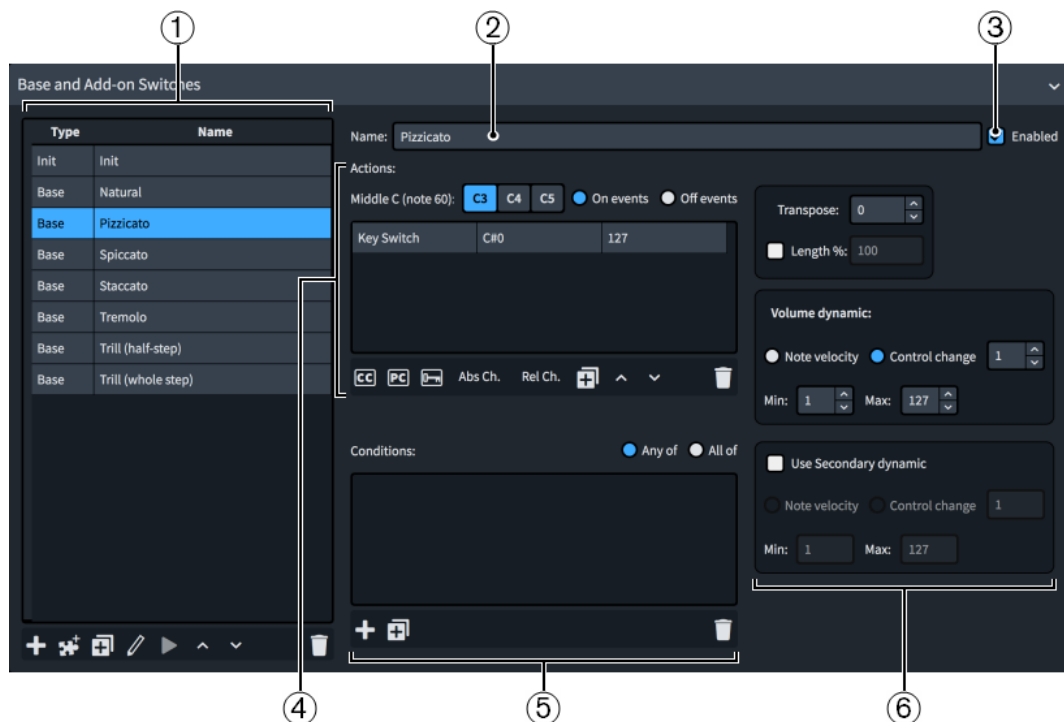 1 2 3
Base and Add-on Switches
Type Name
Init Init
Base Natural
Base Pizzicato
Base Spiccato
Base Staccato
Base Tremolo
Base Trill (half-step)
Base Trill (whole step)
Name: Pizzicato Enabled
Actions:
Middle C (note 60): C3 C4 C5 On events Off events
Key Switch C#0 127
CC PC Abs Ch. Rel Ch.
Conditions: Any of All of
Transpose: 0
Length %: 100
Volume dynamic:
Note velocity Control change 1
Min: 1 Max: 127
Use Secondary dynamic
Note velocity Control change 1
Min: 1 Max: 127
4 5 6